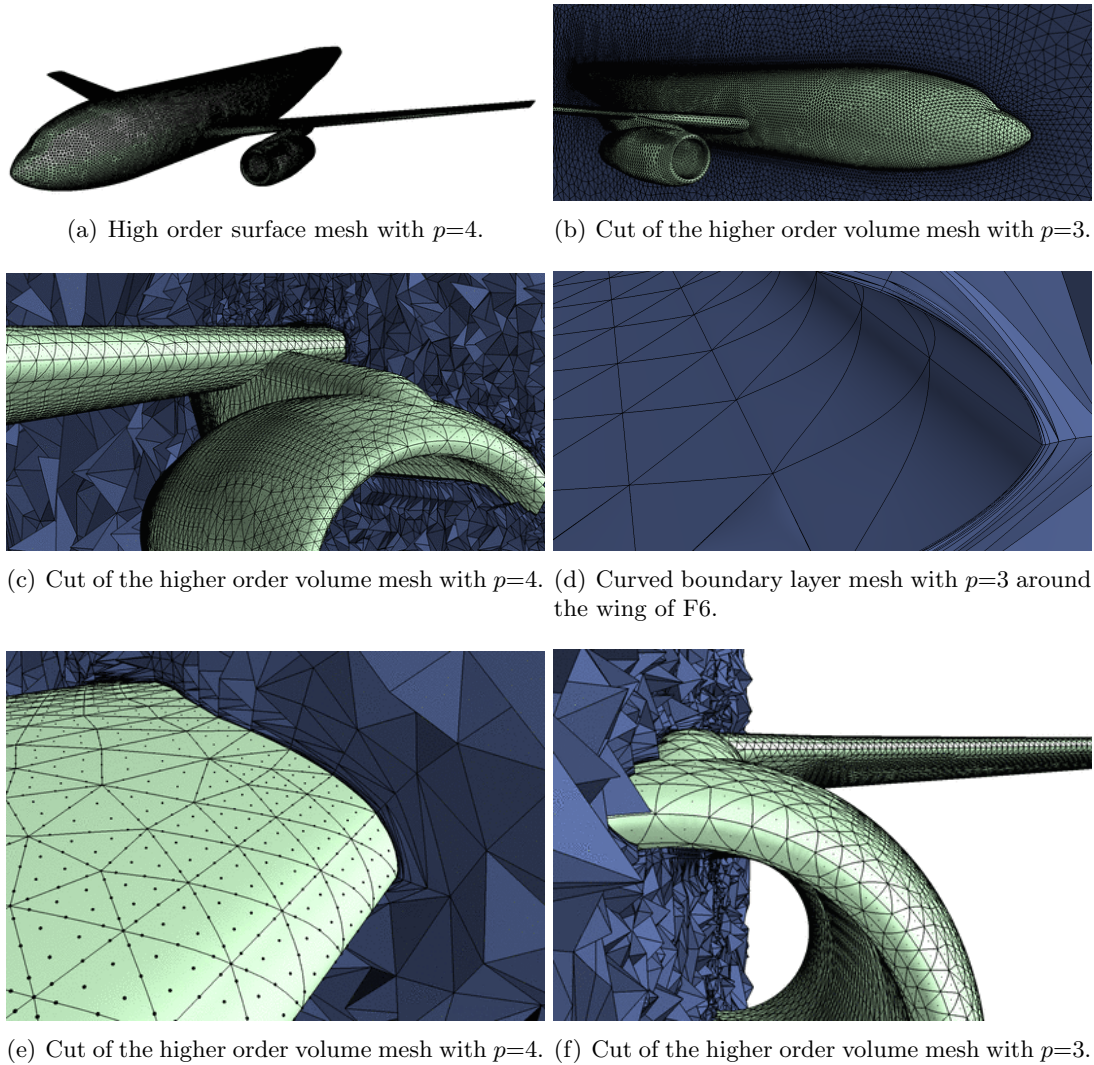 (a) High order surface mesh with p=4.
(b) Cut of the higher order volume mesh with p=3.
(c) Cut of the higher order volume mesh with p=4.
(d) Curved boundary layer mesh with p=3 around
the wing of F6.
(e) Cut of the higher order volume mesh with p=4.
(f) Cut of the higher order volume mesh with p=3.